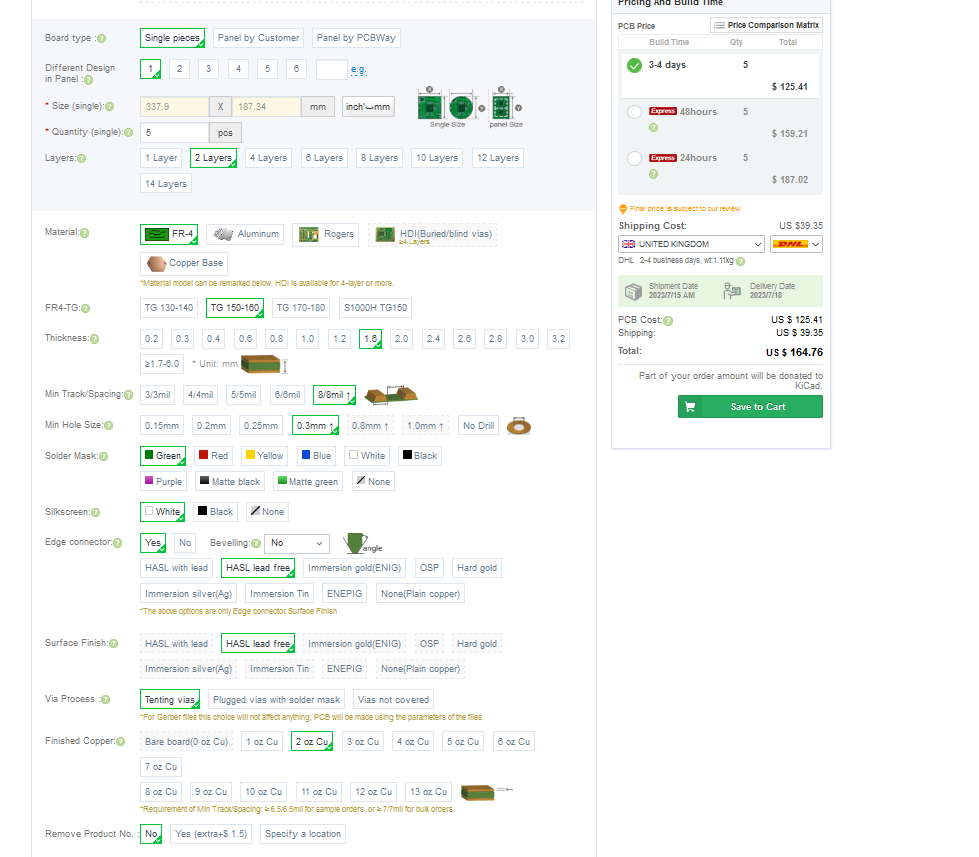 Board type :?
Single pieces
Panel by Customer
Panel by PCBWay
Different Design
in Panel :?
1
2
3
4
5
6
e.g.
* Size (single):?
337.9
X
187.34
mm
inch⇌mm
X
Y
Single Size
X
Y
panel Size
* Quantity (single):?
5
pcs
Layers:?
1 Layer
2 Layers
4 Layers
6 Layers
8 Layers
10 Layers
12 Layers
14 Layers
Material:?
FR-4
Aluminum
Rogers
HDI(Buried/blind vias)
≥4 Layers
Copper Base
*Material model can be remarked below. HDI is available for 4-layer or more.
FR4-TG:?
TG 130-140
TG 150-160
TG 170-180
S1000H TG150
Thickness:?
0.2
0.3
0.4
0.6
0.8
1.0
1.2
1.6
2.0
2.4
2.6
2.8
3.0
3.2
≥1.7-6.0
* Unit: mm
Min Track/Spacing:?
3/3mil
4/4mil
5/5mil
6/6mil
8/8mil ↑
Min Hole Size:?
0.15mm
0.2mm
0.25mm
0.3mm ↑
0.8mm ↑
1.0mm ↑
No Drill
Solder Mask:?
Green
Red
Yellow
Blue
White
Black
Purple
Matte black
Matte green
None
Silkscreen:?
White
Black
None
Edge connector:?
Yes
No
Bevelling:?
No
angle
HASL with lead
HASL lead free
Immersion gold(ENIG)
OSP
Hard gold
Immersion silver(Ag)
Immersion Tin
ENEPIG
None(Plain copper)
*The above options are only Edge connector Surface Finish
Surface Finish:?
HASL with lead
HASL lead free
Immersion gold(ENIG)
OSP
Hard gold
Immersion silver(Ag)
Immersion Tin
ENEPIG
None(Plain copper)
Via Process :?
Tenting vias
Plugged vias with solder mask
Vias not covered
*For Gerber files this choice will not affect anything, PCB will be made using the parameters of the files.
Finished Copper:?
Bare board(0 oz Cu)
1 oz Cu
2 oz Cu
3 oz Cu
4 oz Cu
5 oz Cu
6 oz Cu
7 oz Cu
8 oz Cu
9 oz Cu
10 oz Cu
11 oz Cu
12 oz Cu
13 oz Cu
*Requirement of Min Track/Spacing: ≥ 6.5/6.5mil for sample orders, or ≥ 7/7mil for bulk orders.
Remove Product No. :
No
Yes (extra+$ 1.5)
Specify a location
Pricing And Build Time
PCB Price
Price Comparison Matrix
Build Time
Qty
Total
3-4 days
5
$ 125.41
Express 48hours
5
?
$ 159.21
Express 24hours
5
?
$ 187.02
Final price is subject to our review.
Shipping Cost:
US $39.35
UNITED KINGDOM
DHL
DHL 2-4 business days, wt:1.11kg ?
Shipment Date
2023/7/15 AM
Delivery Date
2023/7/18
PCB Cost:?
US $ 125.41
Shipping:
US $ 39.35
Total:
US $ 164.76
Part of your order amount will be donated to
KiCad.
Save to Cart